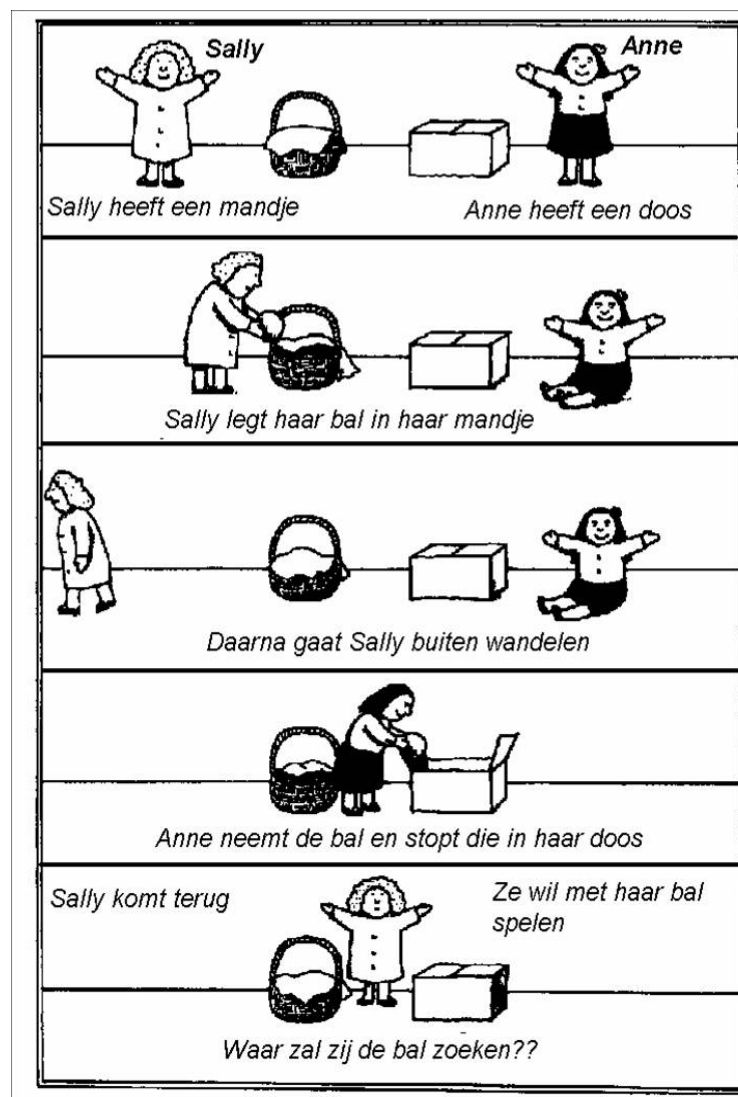 Sally
Anne
Sally heeft een mandje
Anne heeft een doos
Sally legt haar bal in haar mandje
Daarna gaat Sally buiten wandelen
Anne neemt de bal en stopt die in haar doos
Sally komt terug
Ze wil met haar bal
spelen
Waar zal zij de bal zoeken??